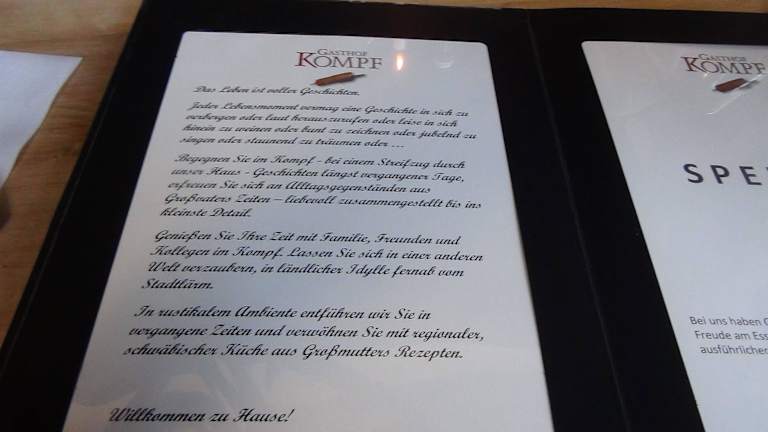 GASTHOF
KOMPF
Das Leben ist voller Geschichten.
Jeder Lebensmoment vermag eine Geschichte in sich zu
verbergen oder laut herauszurufen oder leise in sich
hinein zu weinen oder bunt zu zeichnen oder jubelnd zu
singen oder staunend zu träumen oder ...
Begegnen Sie im Kompf - bei einem Streifzug durch
unser Haus - Geschichten längst vergangener Tage,
erfreuen Sie sich an Alltagsgegenständen aus
Großvaters Zeiten – liebevoll zusammengestellt bis ins
kleinste Detail.
Genießen Sie Ihre Zeit mit Familie, Freunden und
Kollegen im Kompf. Lassen Sie sich in einer anderen
Welt verzaubern, in ländlicher Idylle fernab vom
Stadtlärm.
In rustikalem Ambiente entführen wir Sie in
vergangene Zeiten und verwöhnen Sie mit regionaler,
schwäbischer Küche aus Großmutters Rezepten.
Willkommen zu Hause!
GASTHOF
KOMPF
SPE
Bei uns haben G
Freude am Ess
ausführlicher